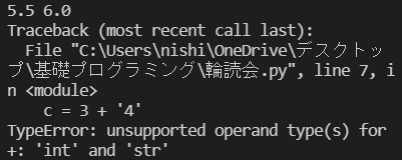 5.5 6.0
Traceback (most recent call last):
  File "C:\Users\nishi\OneDrive\デスクトッ
プ\基礎プログラミング\輪読会.py", line 7, i
n <module>
    c = 3 + '4'
TypeError: unsupported operand type(s) for
+: 'int' and 'str'